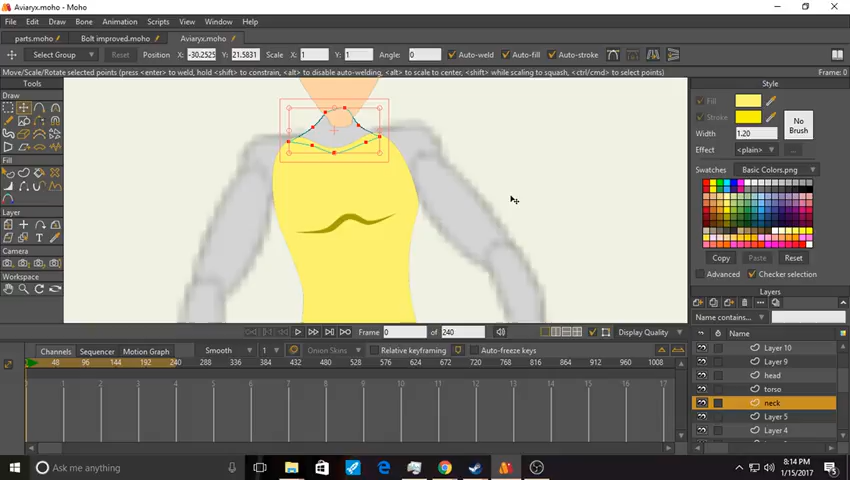 Aviaryx.moho - Moho
File Edit Draw Bones Animation Scripts View Window Help
parts.moho Bolt improved.moho Aviaryx.moho
Select Group Reset Position X: -30.2525 Y: 21.5831 Scale X: 1 Y: 1 Angle: 0 Auto-weld Auto-fill Auto-stroke
Move/Scale/Rotate selected points (press <enter> to weld, hold <shift> to constrain, <alt> to disable auto-welding, <alt> to scale to center, <shift> while scaling to squash, <ctrl/cmd> to select points) Frame: 0
Tools
Draw
Fill
Layer
Camera
Workspace
Style
Fill
Stroke
No Brush
Width 1.20
Effect <plain>
Swatches Basic Colors.png
Copy Paste Reset
Advanced Checker selection
Layers
Name contains...
Name
Layer 10
Layer 9
head
torso
neck
Layer 5
Layer 4
Frame 0 of 240 Display Quality
Channels Sequencer Motion Graph Smooth 1 Onion Skins Relative keyframing Auto-freeze keys
48 96 144 192 240 288 336 384 432 480 528 576 624 672 720 768 816 864 912 960 1008
1 2 3 4 5 6 7 8 9 10 11 12 13 14 15 16 17
Ask me anything
8:14 PM
1/15/2017